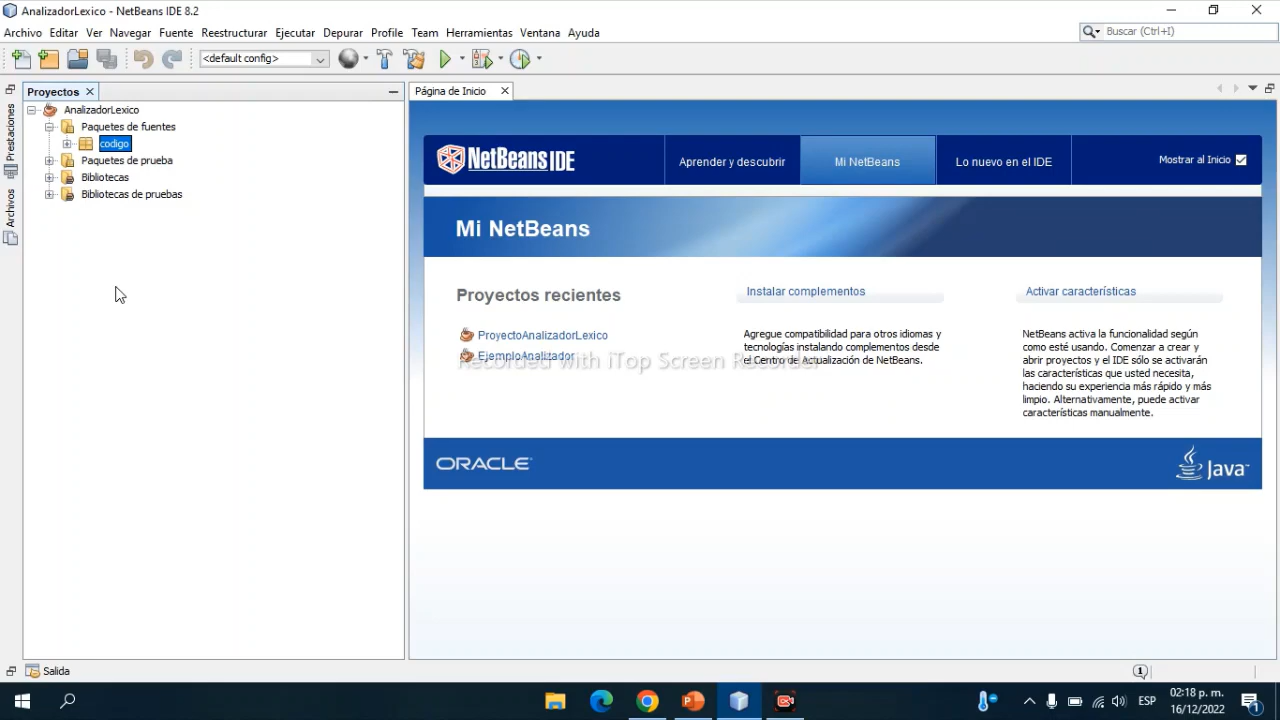 AnalizadorLexico - NetBeans IDE 8.2
Archivo Editar Ver Navegar Fuente Reestructurar Ejecutar Depurar Profile Team Herramientas Ventana Ayuda
Buscar (Ctrl+I)
<default config>
Proyectos
Página de Inicio
Prestaciones
Archivos
AnalizadorLexico
Paquetes de fuentes
codigo
Paquetes de prueba
Bibliotecas
Bibliotecas de pruebas
NetBeans IDE
Aprender y descubrir
Mi NetBeans
Lo nuevo en el IDE
Mostrar al Inicio
Mi NetBeans
Proyectos recientes
ProyectoAnalizadorLexico
EjemploAnalizador
Instalar complementos
Agregue compatibilidad para otros idiomas y
tecnologías instalando complementos desde
el Centro de Actualización de NetBeans.
Activar características
NetBeans activa la funcionalidad según
como esté usando. Comenzar a crear y
abrir proyectos y el IDE sólo se activarán
las características que usted necesita,
haciendo su experiencia más rápido y más
limpio. Alternativamente, puede activar
características manualmente.
Recorded with iTop Screen Recorder
ORACLE
Java
Salida
1
ESP
02:18 p. m.
16/12/2022
1